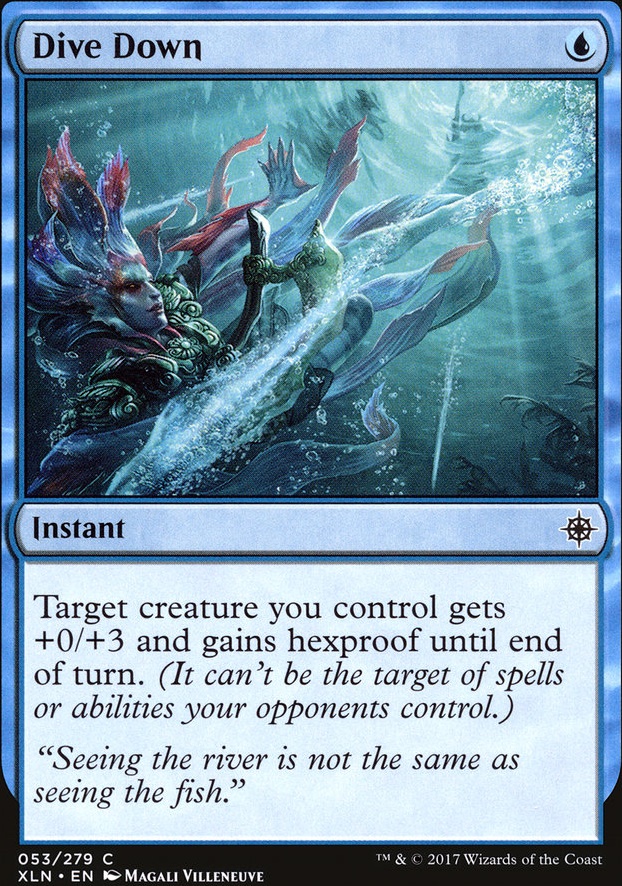 Dive Down
Instant
Target creature you control gets
+0/+3 and gains hexproof until end
of turn. (It can't be the target of spells
or abilities your opponents control.)
“Seeing the river is not the same as
seeing the fish.”
053/279 C
XLN • EN Magali Villeneuve
™ & © 2017 Wizards of the Coast